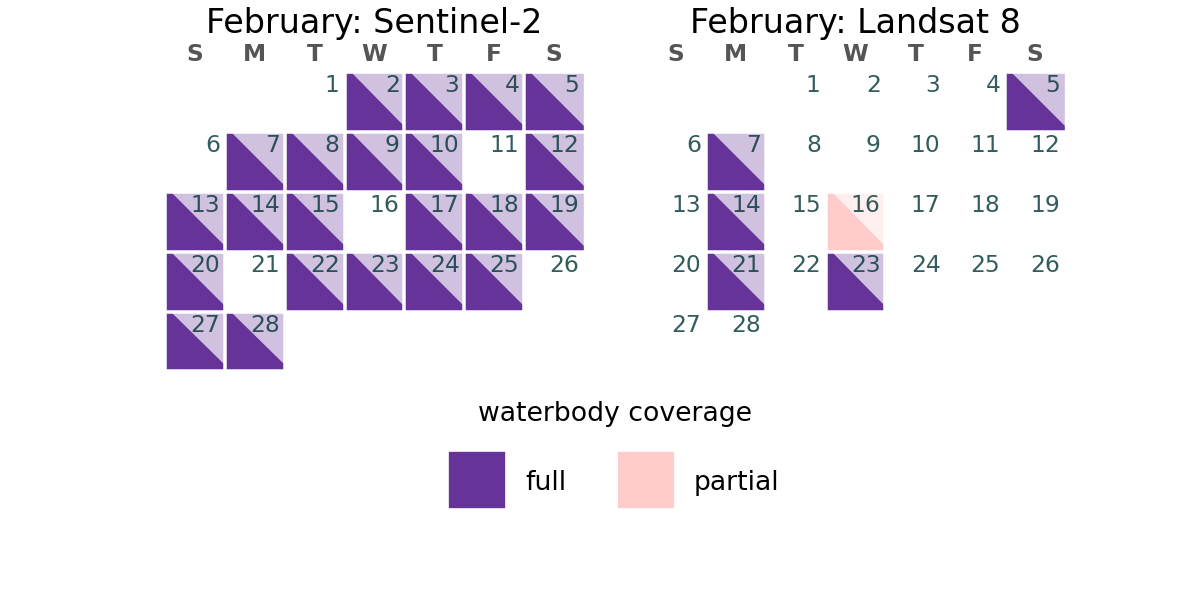 February: Sentinel-2
S M T W T F S
1 2 3 4 5
6 7 8 9 10 11 12
13 14 15 16 17 18 19
20 21 22 23 24 25 26
27 28
February: Landsat 8
S M T W T F S
1 2 3 4 5
6 7 8 9 10 11 12
13 14 15 16 17 18 19
20 21 22 23 24 25 26
27 28
waterbody coverage
full partial